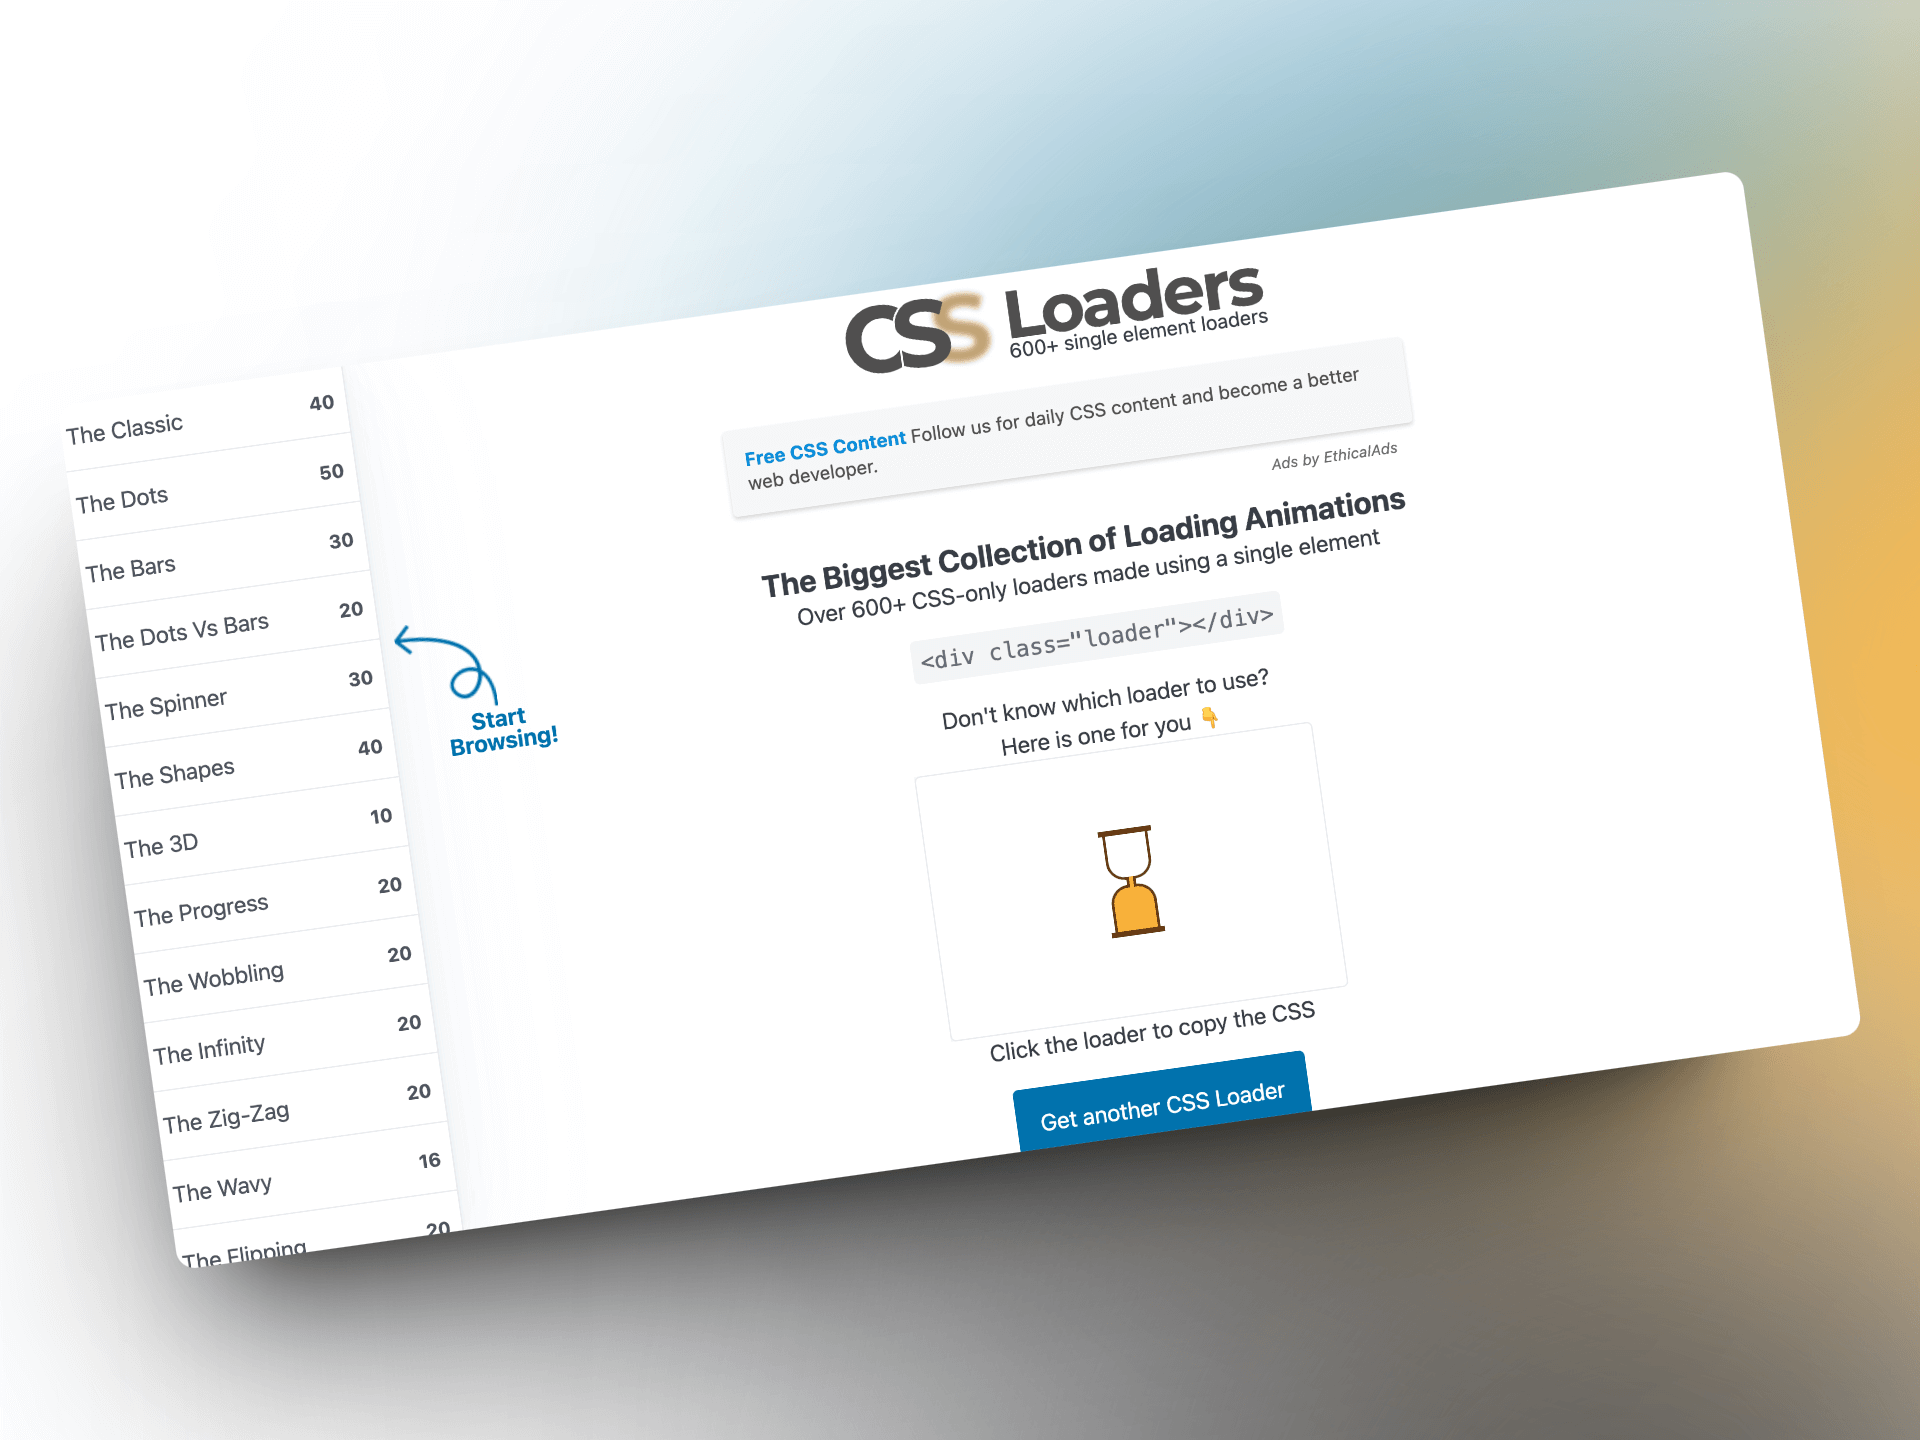 CSS Loaders
600+ single element loaders
Free CSS Content Follow us for daily CSS content and become a better
web developer.
Ads by EthicalAds
The Biggest Collection of Loading Animations
Over 600+ CSS-only loaders made using a single element
<div class="loader"></div>
Don't know which loader to use?
Here is one for you 👇
Click the loader to copy the CSS
Get another CSS Loader
Start
Browsing!
The Classic 40
The Dots 50
The Bars 30
The Dots Vs Bars 20
The Spinner 30
The Shapes 40
The 3D 10
The Progress 20
The Wobbling 20
The Infinity 20
The Zig-Zag 20
The Wavy 16
The Flipping 20